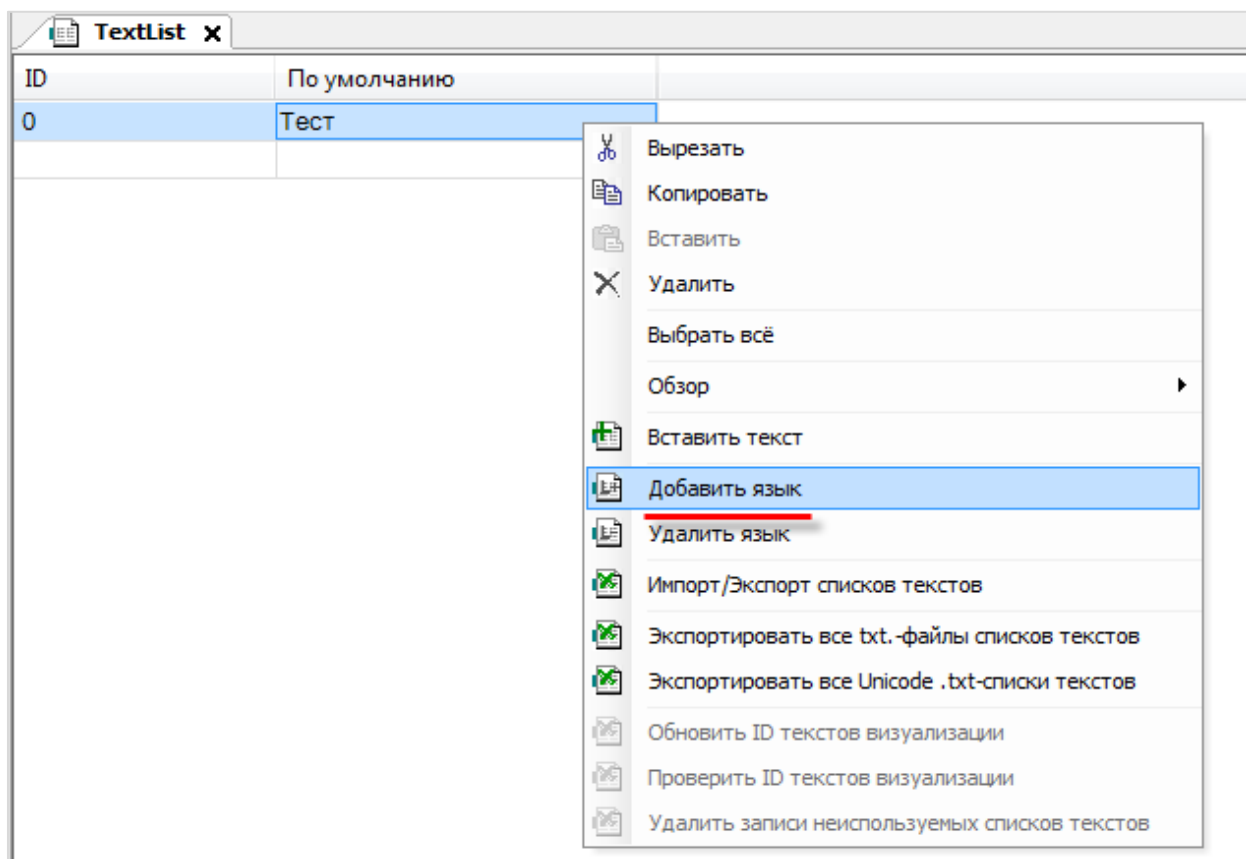 TextList
ID По умолчанию
0 Тест
Вырезать
Копировать
Вставить
Удалить
Выбрать всё
Обзор
Вставить текст
Добавить язык
Удалить язык
Импорт/Экспорт списков текстов
Экспортировать все txt.-файлы списков текстов
Экспортировать все Unicode .txt-списки текстов
Обновить ID текстов визуализации
Проверить ID текстов визуализации
Удалить записи неиспользуемых списков текстов